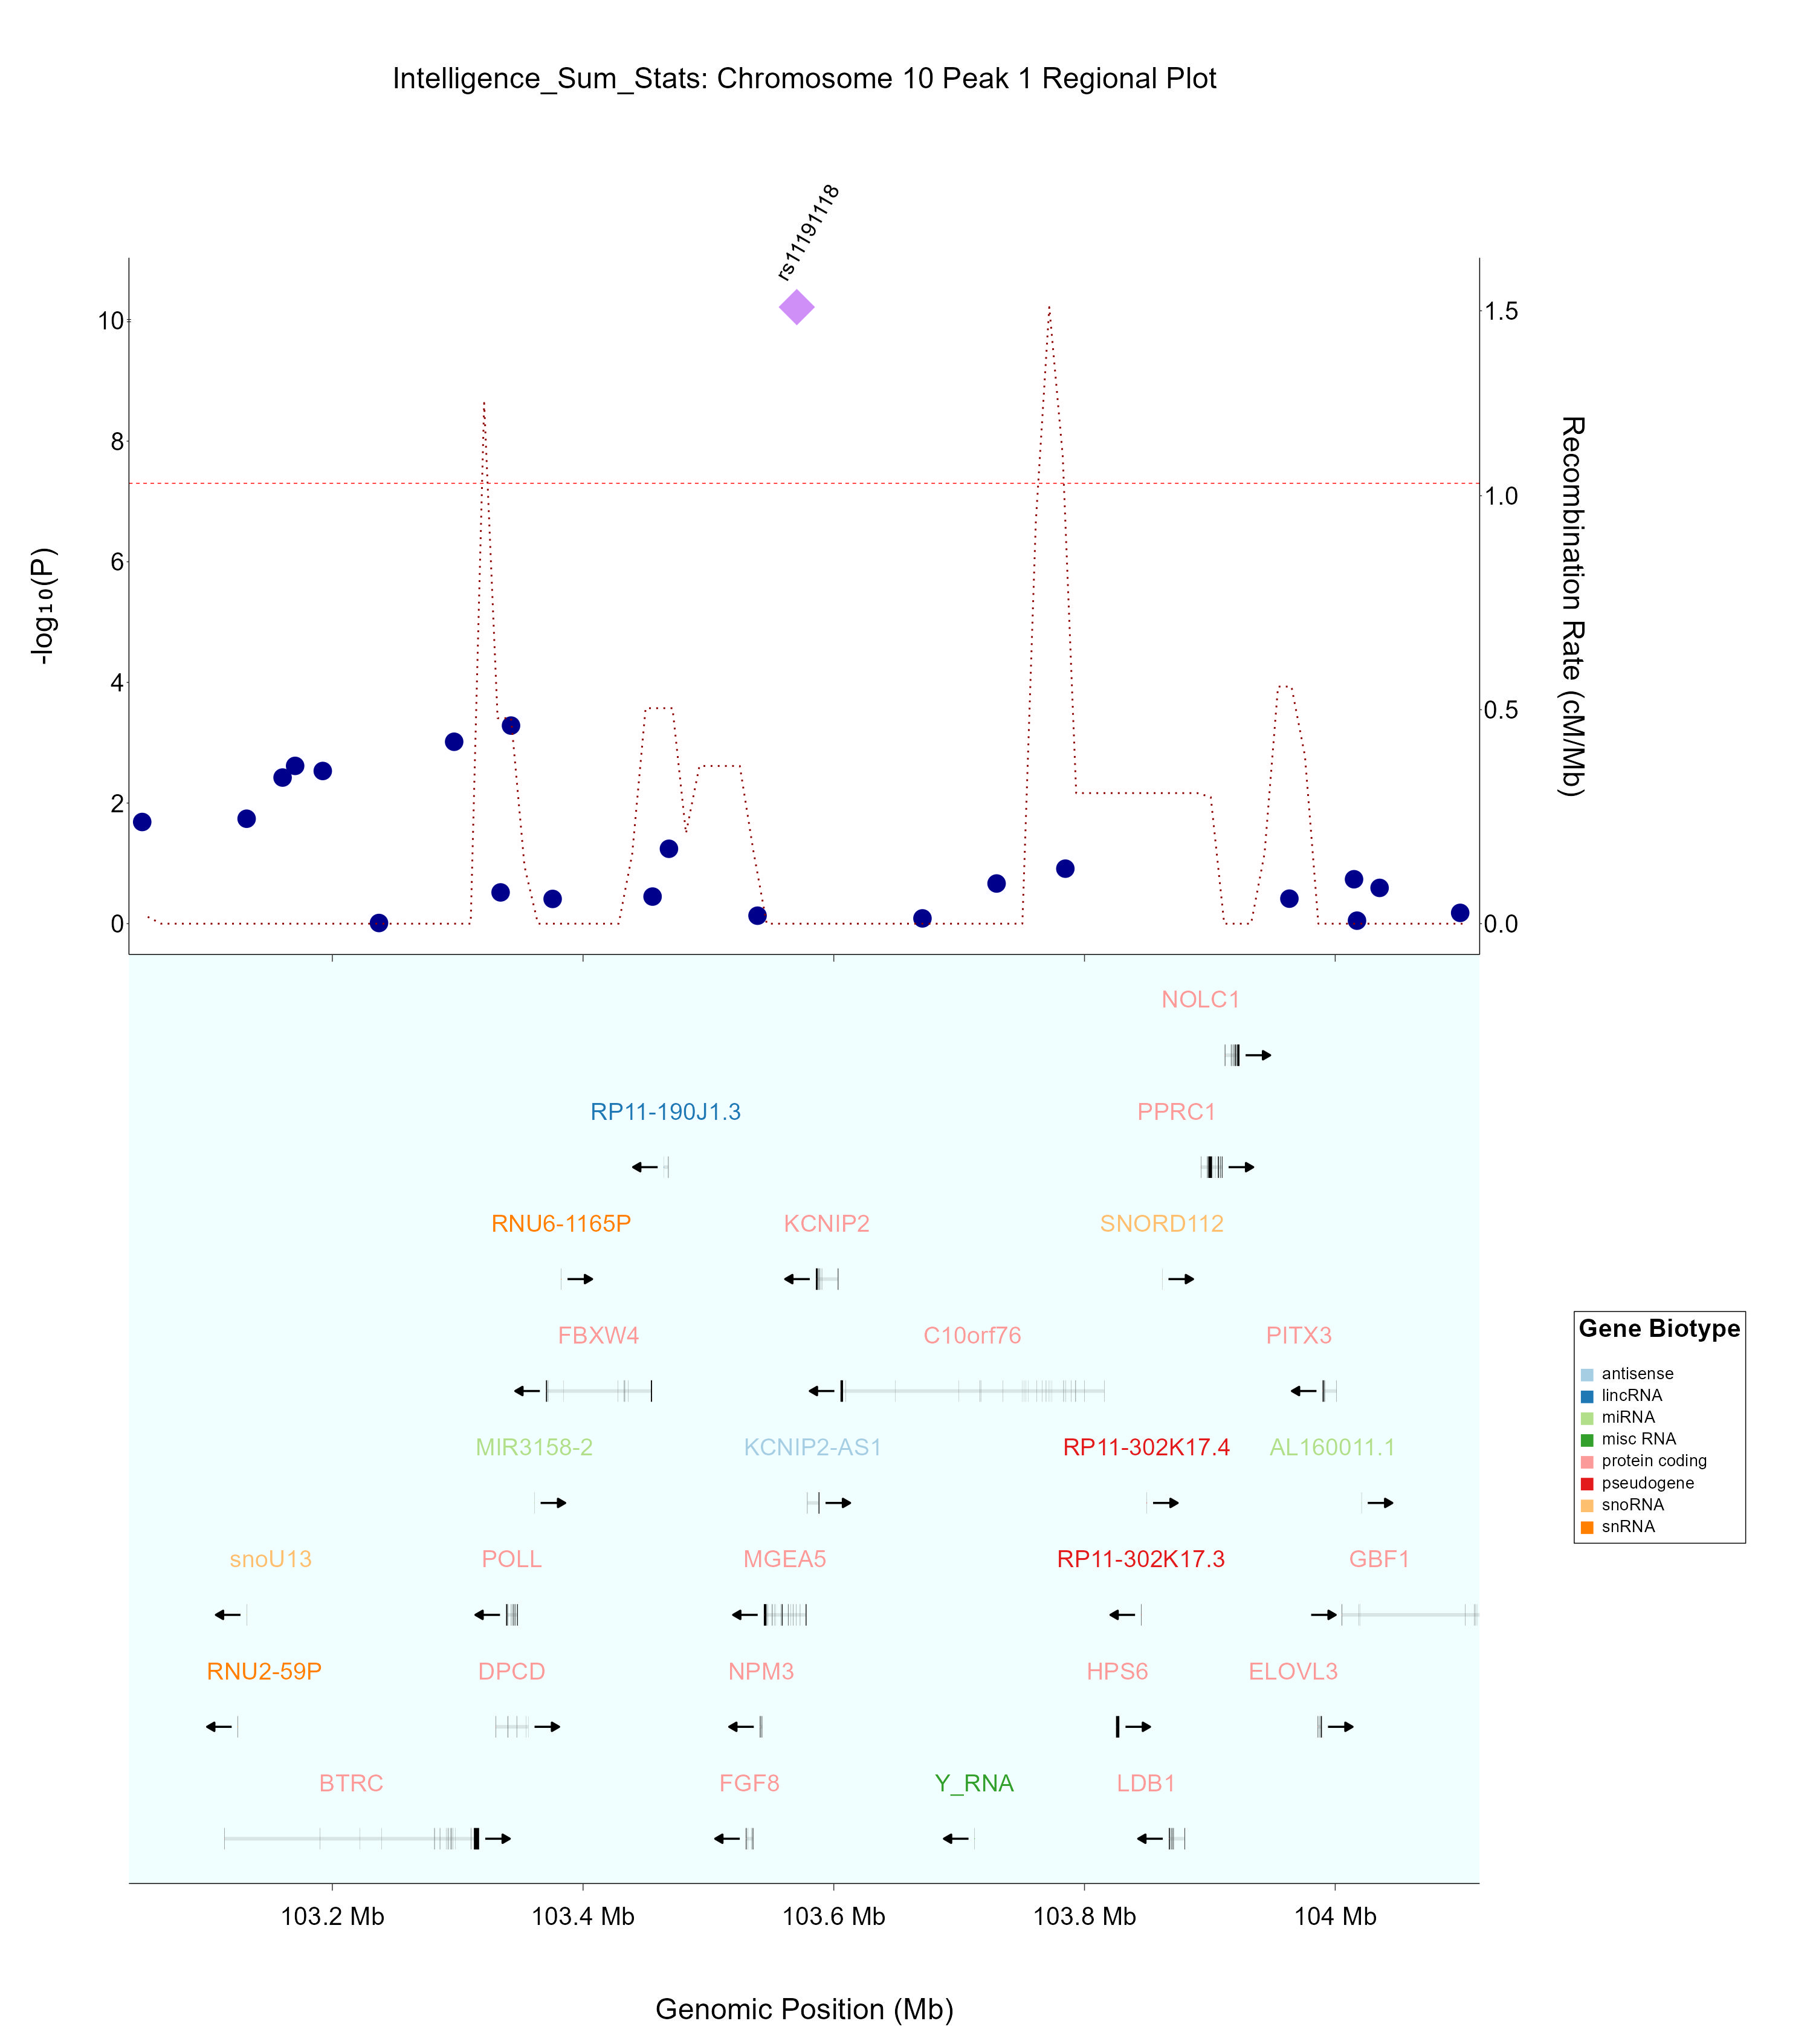 Intelligence_Sum_Stats: Chromosome 10 Peak 1 Regional Plot
rs11191118
-log₁₀(P)
10
8
6
4
2
0
Recombination Rate (cM/Mb)
1.5
1.0
0.5
0.0
NOLC1
RP11-190J1.3
PPRC1
RNU6-1165P
KCNIP2
SNORD112
FBXW4
C10orf76
PITX3
MIR3158-2
KCNIP2-AS1
RP11-302K17.4
AL160011.1
snoU13
POLL
MGEA5
RP11-302K17.3
GBF1
RNU2-59P
DPCD
NPM3
HPS6
ELOVL3
BTRC
FGF8
Y_RNA
LDB1
Gene Biotype
antisense
lincRNA
miRNA
misc RNA
protein coding
pseudogene
snoRNA
snRNA
103.2 Mb
103.4 Mb
103.6 Mb
103.8 Mb
104 Mb
Genomic Position (Mb)